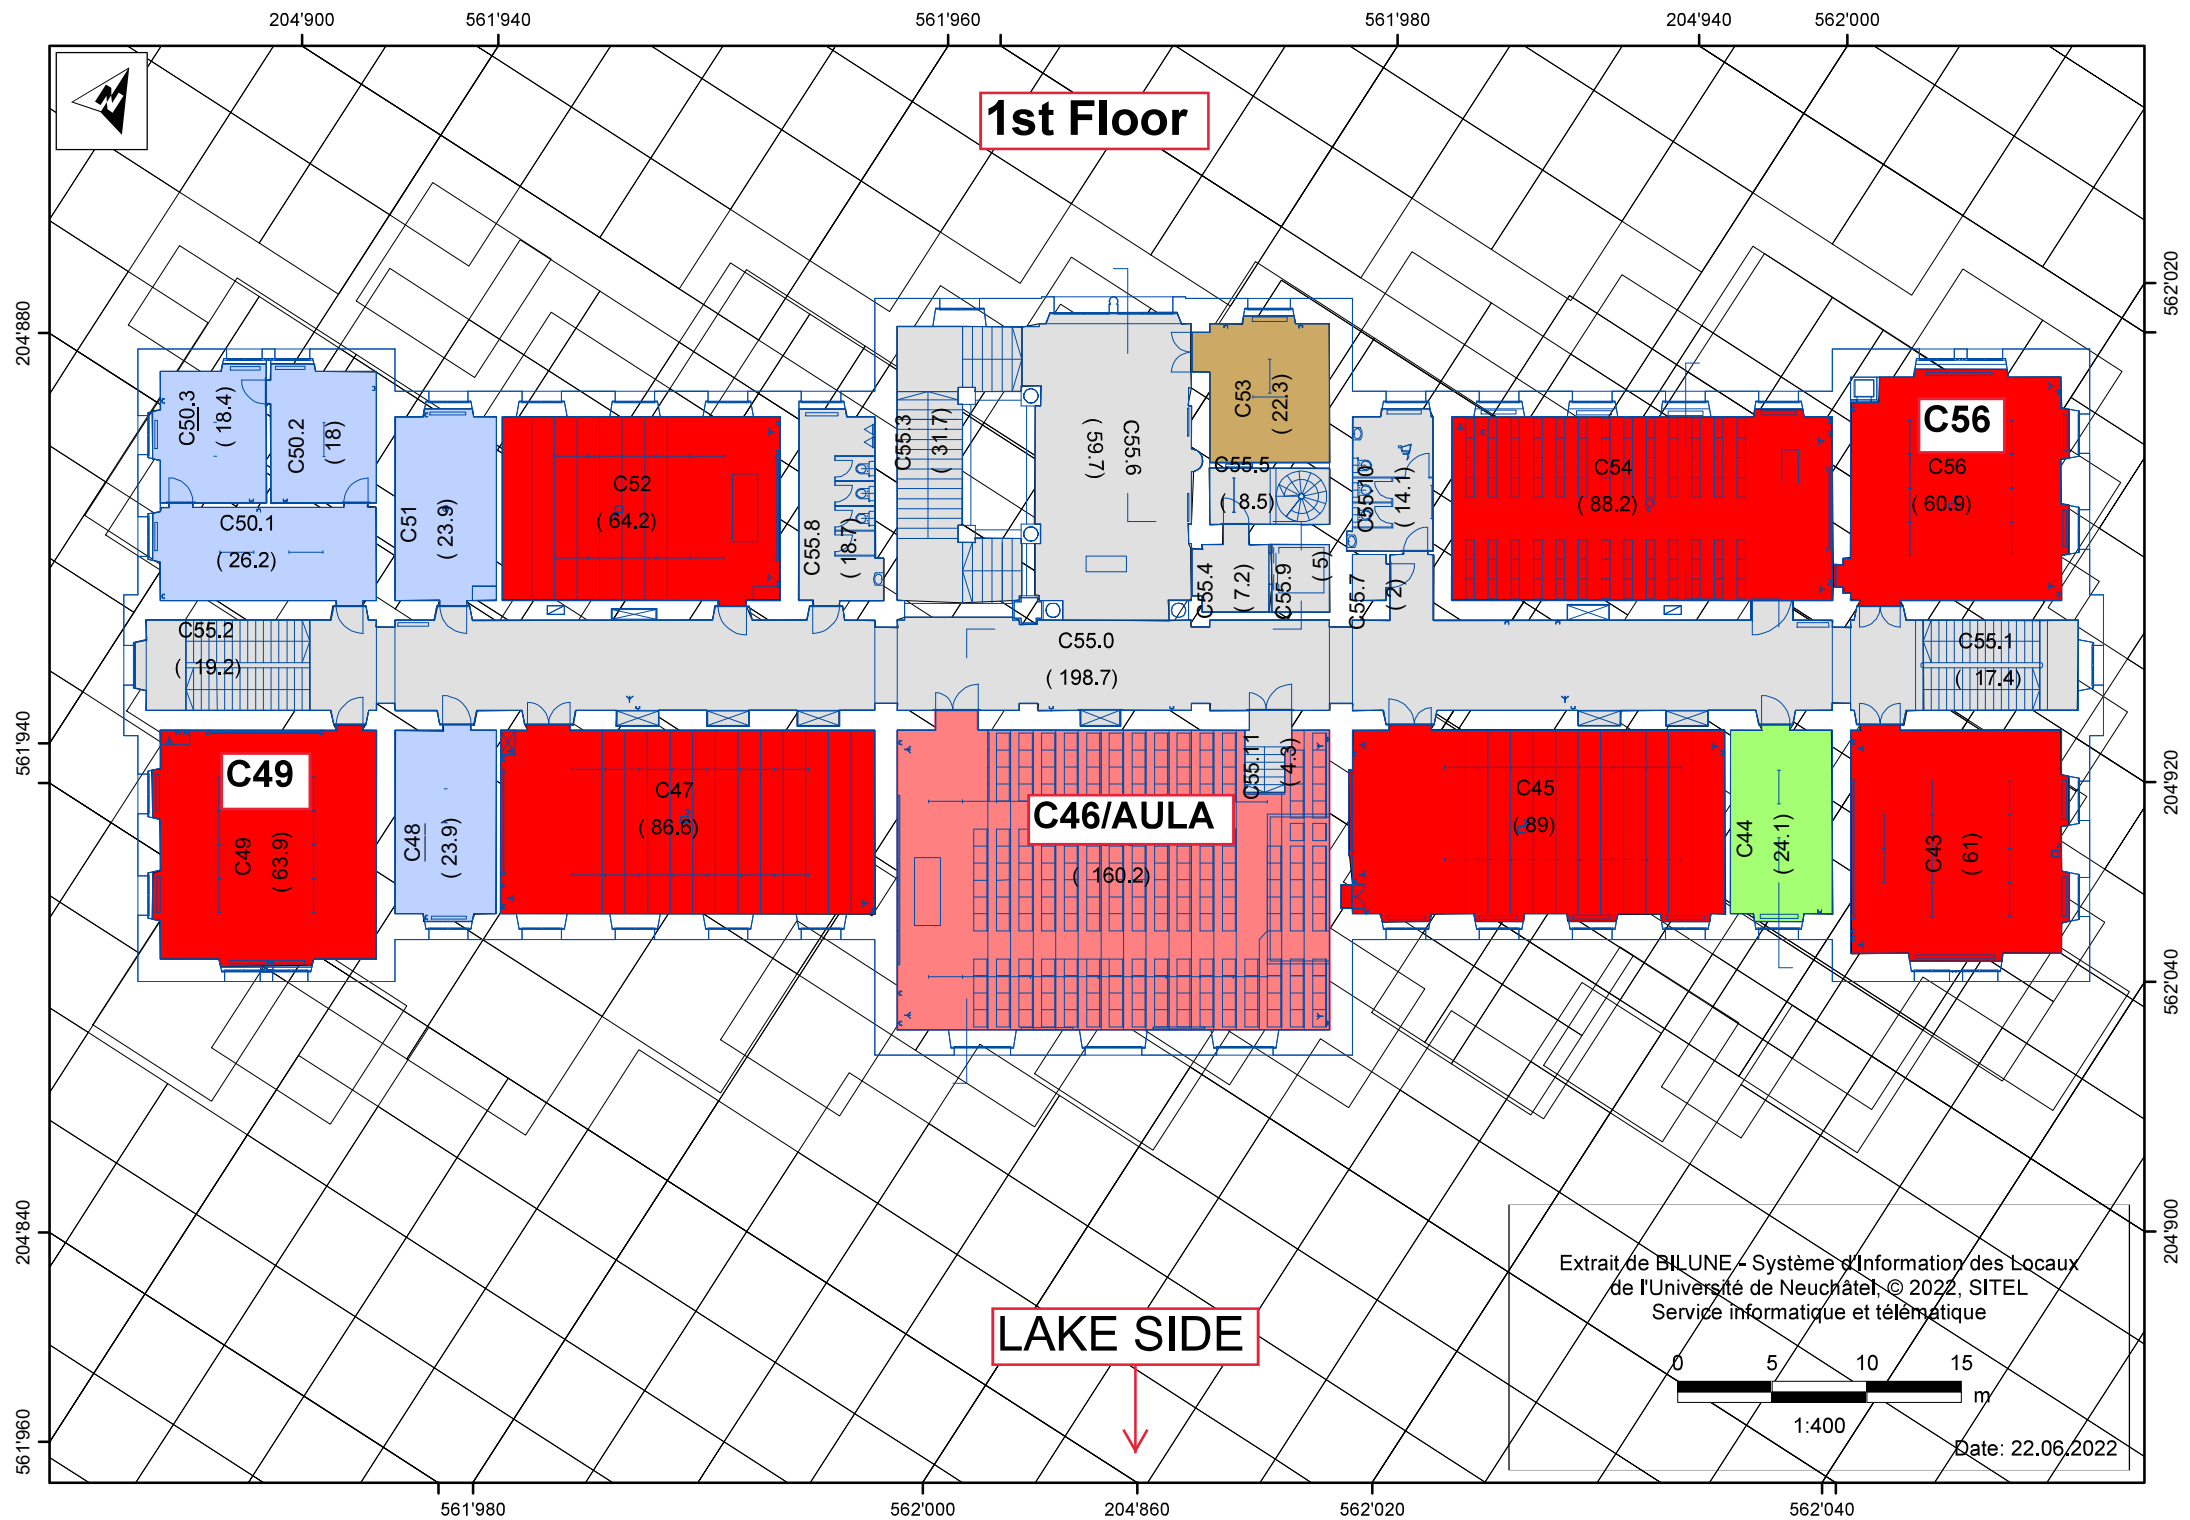 204'900
561'940
561'960
561'980
204'940
562'000
N
1st Floor
562'020
204'880
C50.3
( 18.4)
C50.2
( 18)
C50.1
( 26.2)
C51
( 23.9)
C52
( 64.2)
C55.8
( 18.7)
C55.3
( 31.7)
C55.6
( 59.7)
C53
( 22.3)
C55.5
( 8.5)
C55.4
( 7.2)
C55.9
( 5)
C55.10
( 14.1)
C55.7
( 2)
C54
( 88.2)
C56
C56
( 60.9)
C55.2
( 19.2)
C55.0
( 198.7)
C55.1
( 17.4)
561'940
204'920
C49
C49
( 63.9)
C48
( 23.9)
C47
( 86.6)
C46/AULA
( 160.2)
C55.11
( 4.3)
C45
( 89)
C44
( 24.1)
C43
( 61)
562'040
204'840
204'900
Extrait de BILUNE - Système d'Information des Locaux
de l'Université de Neuchâtel, © 2022, SITEL
Service informatique et télématique
LAKE SIDE
0 5 10 15
m
1:400
Date: 22.06.2022
561'960
561'980
562'000
204'860
562'020
562'040